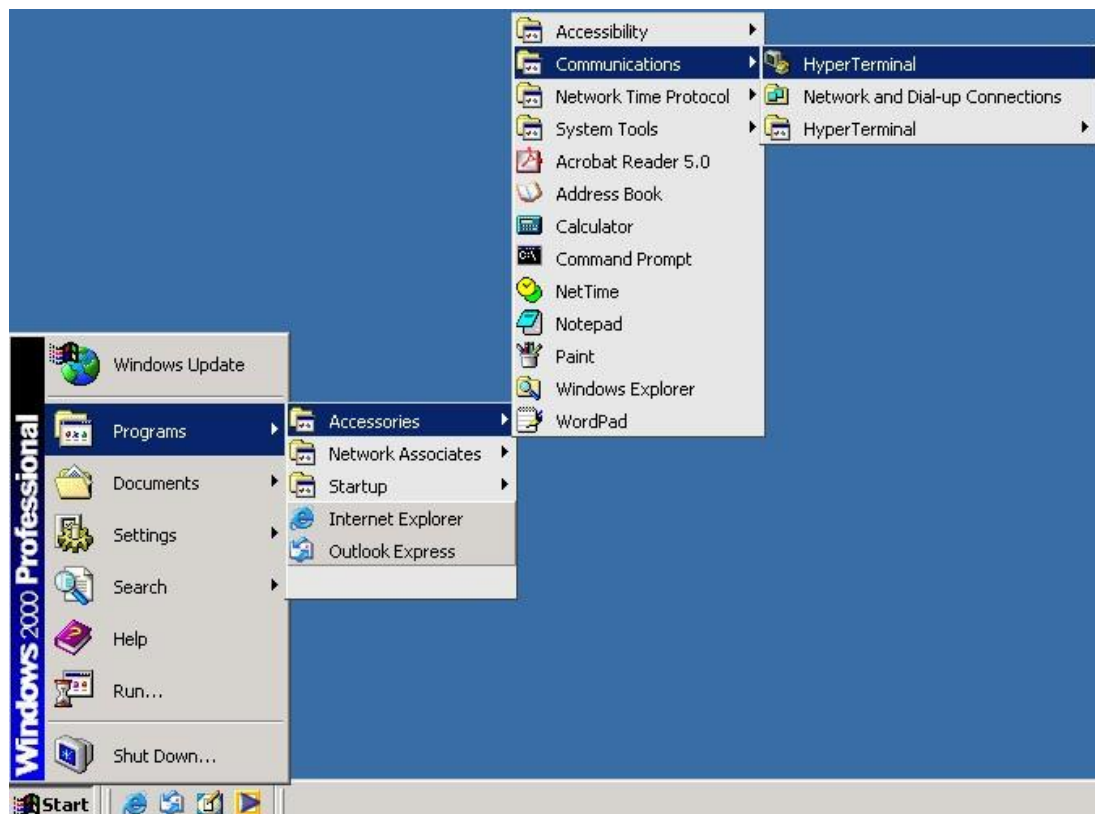 Accessibility
Communications
Network Time Protocol
System Tools
Acrobat Reader 5.0
Address Book
Calculator
Command Prompt
NetTime
Notepad
Paint
Windows Explorer
WordPad
HyperTerminal
Network and Dial-up Connections
HyperTerminal
Windows Update
Programs
Documents
Settings
Search
Help
Run...
Shut Down...
Accessories
Network Associates
Startup
Internet Explorer
Outlook Express
Windows 2000 Professional
Start